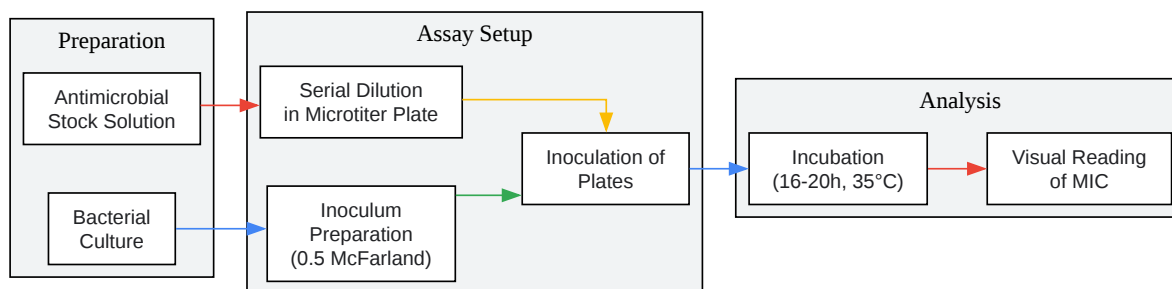 Preparation
Antimicrobial
Stock Solution
Bacterial
Culture
Assay Setup
Serial Dilution
in Microtiter Plate
Inoculum
Preparation
(0.5 McFarland)
Inoculation of
Plates
Analysis
Incubation
(16-20h, 35°C)
Visual Reading
of MIC